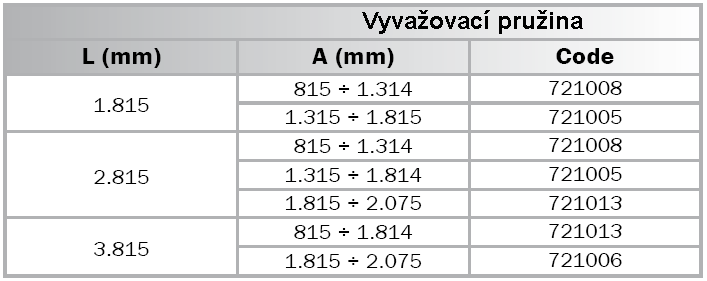 Vyvažovací pružina
L (mm) A (mm) Code
1.815 815 ÷ 1.314 721008
1.315 ÷ 1.815 721005
2.815 815 ÷ 1.314 721008
1.315 ÷ 1.814 721005
1.815 ÷ 2.075 721013
3.815 815 ÷ 1.814 721013
1.815 ÷ 2.075 721006